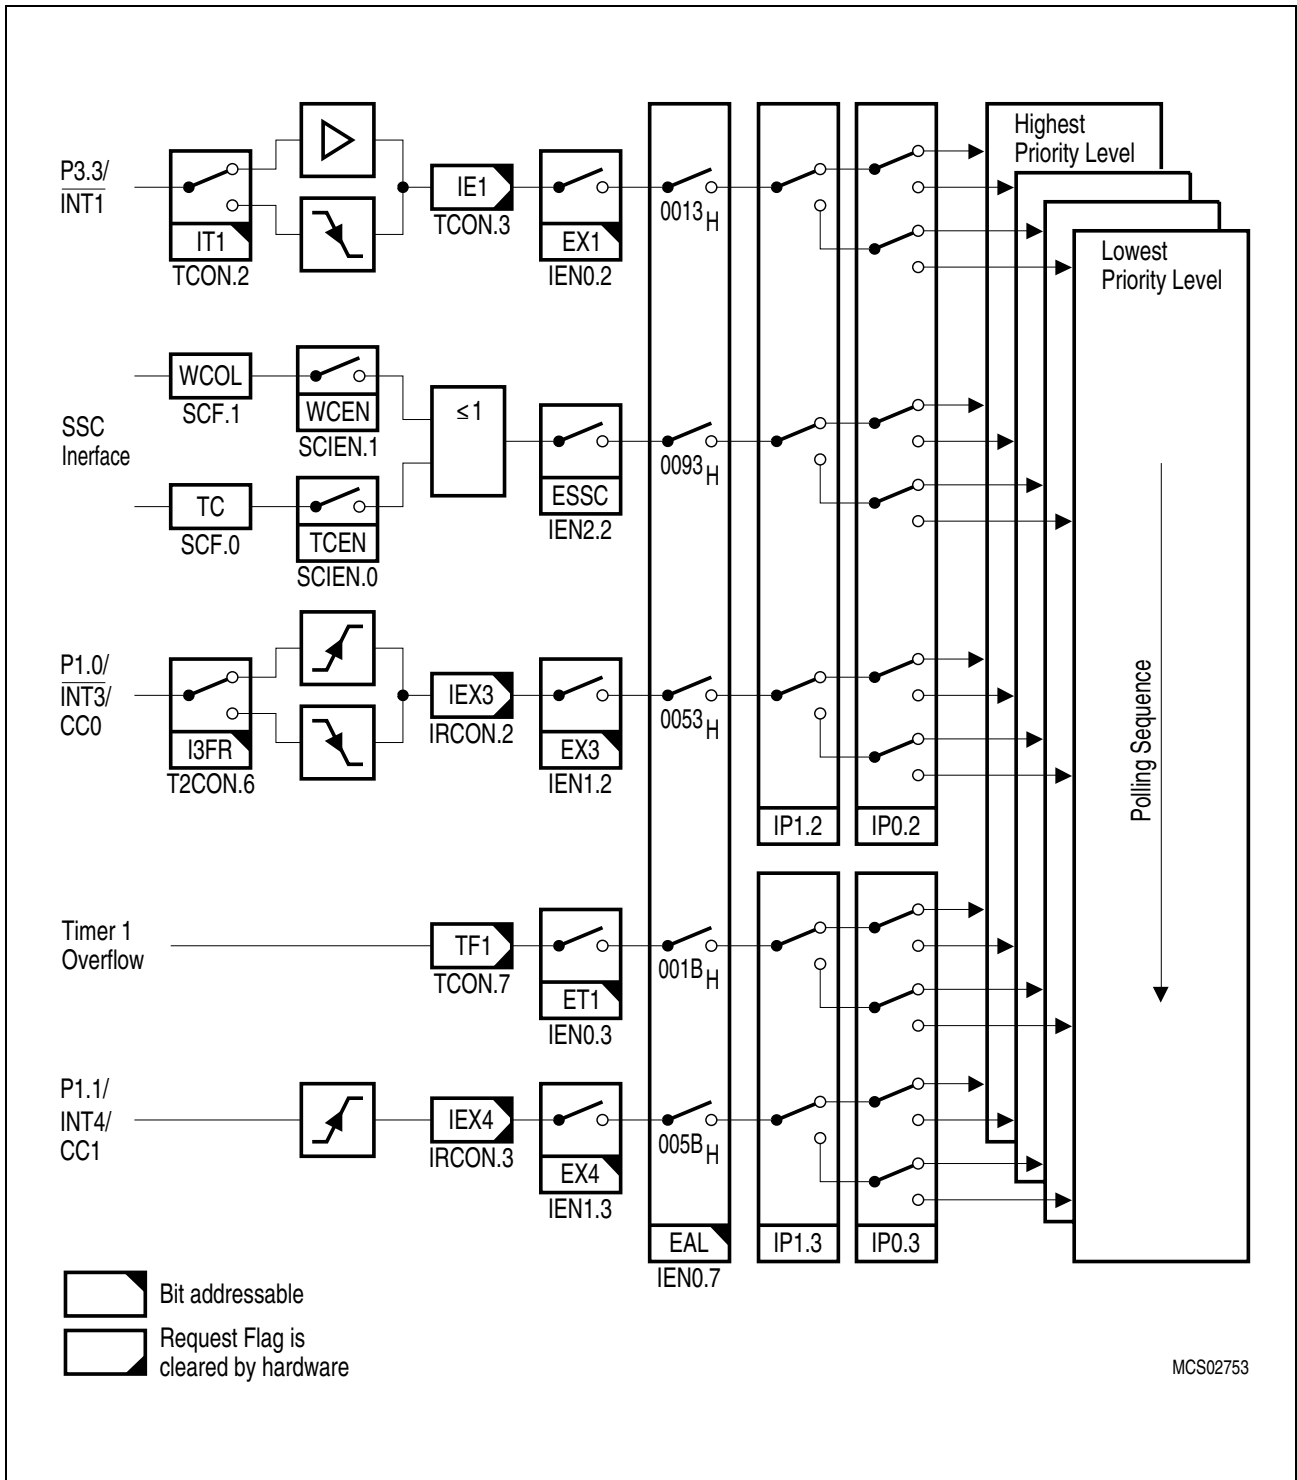 Highest
Priority Level
P3.3/
INT1
IT1
TCON.2
IE1
TCON.3
EX1
IEN0.2
0013H
Lowest
Priority Level
SSC
Inerface
WCOL
SCF.1
WCEN
SCIEN.1
TC
SCF.0
TCEN
SCIEN.0
≤1
ESSC
IEN2.2
0093H
P1.0/
INT3/
CC0
I3FR
T2CON.6
IEX3
IRCON.2
EX3
IEN1.2
0053H
IP1.2
IP0.2
Polling Sequence
Timer 1
Overflow
TF1
TCON.7
ET1
IEN0.3
001BH
P1.1/
INT4/
CC1
IEX4
IRCON.3
EX4
IEN1.3
005BH
EAL
IEN0.7
IP1.3
IP0.3
Bit addressable
Request Flag is
cleared by hardware
MCS02753